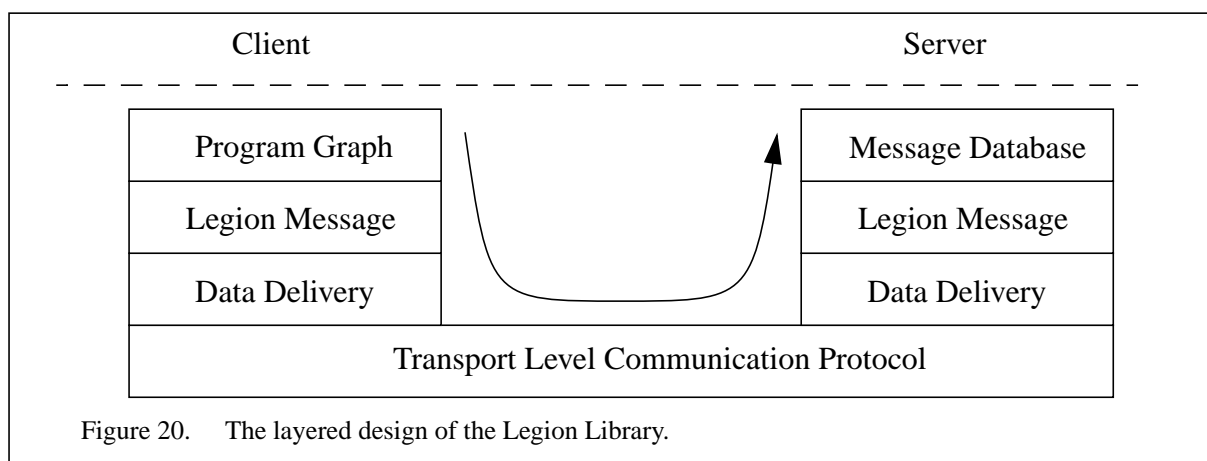 Client Server
Program Graph Message Database
Legion Message Legion Message
Data Delivery Data Delivery
Transport Level Communication Protocol
Figure 20. The layered design of the Legion Library.